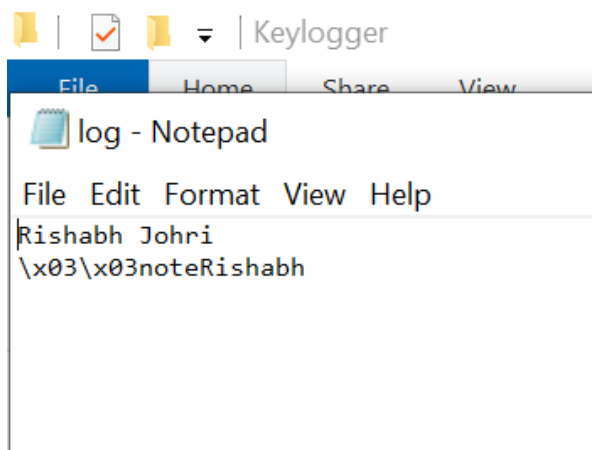 Keylogger
File Home Share View
log - Notepad
File Edit Format View Help
Rishabh Johri
\x03\x03noteRishabh